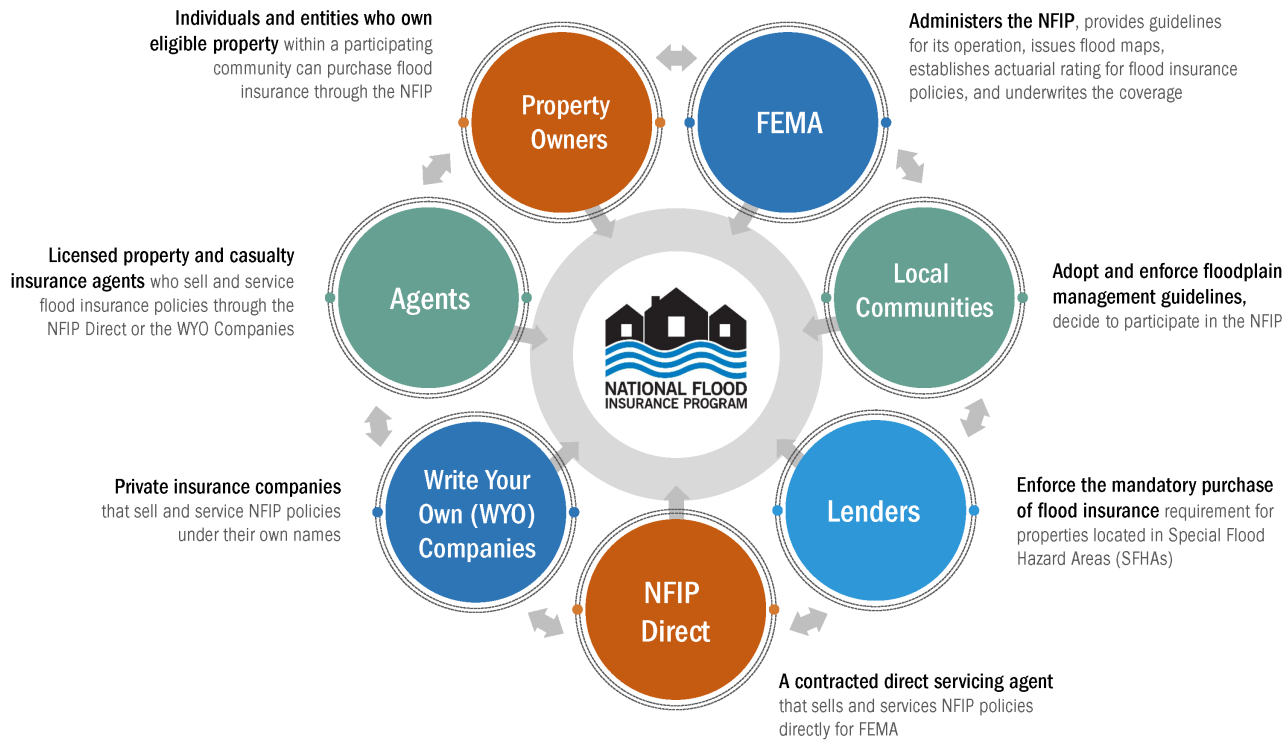 Individuals and entities who own
eligible property within a participating
community can purchase flood
insurance through the NFIP
Property
Owners
FEMA
Administers the NFIP, provides guidelines
for its operation, issues flood maps,
establishes actuarial rating for flood insurance
policies, and underwrites the coverage
Licensed property and casualty
insurance agents who sell and service
flood insurance policies through the
NFIP Direct or the WYO Companies
Agents
Local
Communities
Adopt and enforce floodplain
management guidelines,
decide to participate in the NFIP
NATIONAL FLOOD
INSURANCE PROGRAM
Private insurance companies
that sell and service NFIP policies
under their own names
Write Your
Own (WYO)
Companies
Lenders
Enforce the mandatory purchase
of flood insurance requirement for
properties located in Special Flood
Hazard Areas (SFHAs)
NFIP
Direct
A contracted direct servicing agent
that sells and services NFIP policies
directly for FEMA